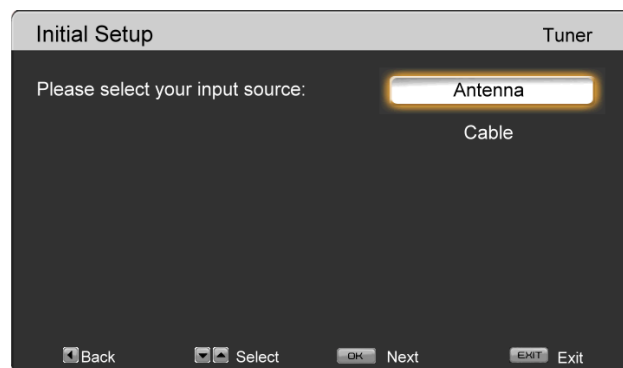 Initial Setup Tuner
Please select your input source: Antenna
Cable
Back Select OK Next EXIT Exit